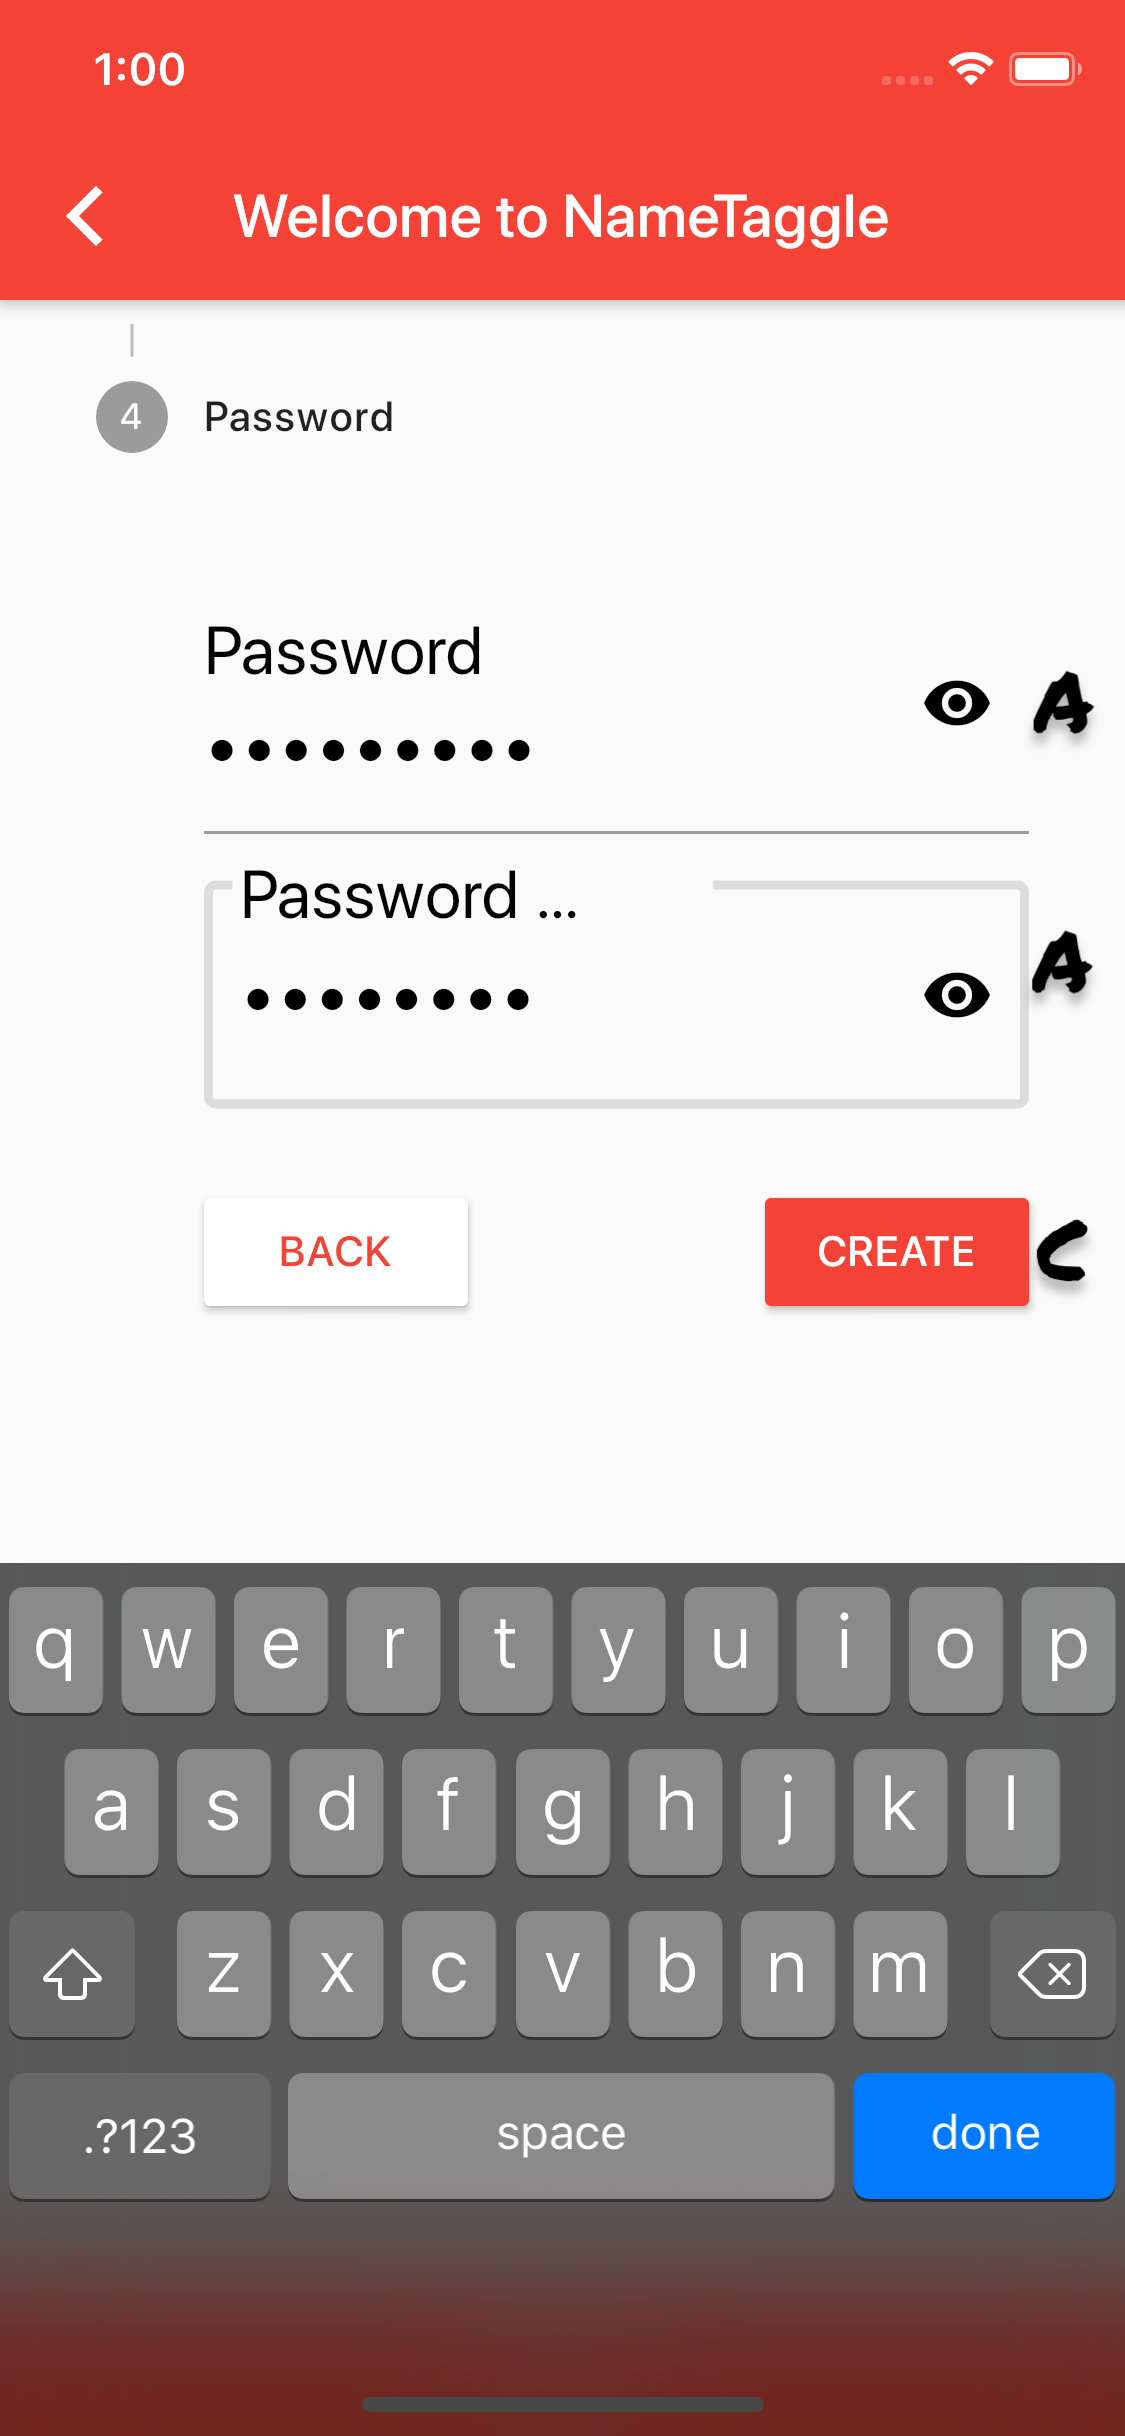 1:00
Welcome to NameTaggle
4 Password
Password
A
•••••••••
Password ...
A
••••••••
BACK CREATE C
q w e r t y u i o p
a s d f g h j k l
z x c v b n m
.?123 space done